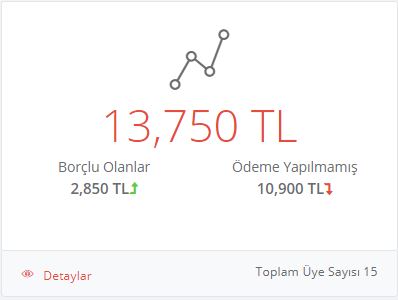 13,750 TL
Borçlu Olanlar
Ödeme Yapılmamış
2,850 TL
10,900 TL
Detaylar
Toplam Üye Sayısı 15